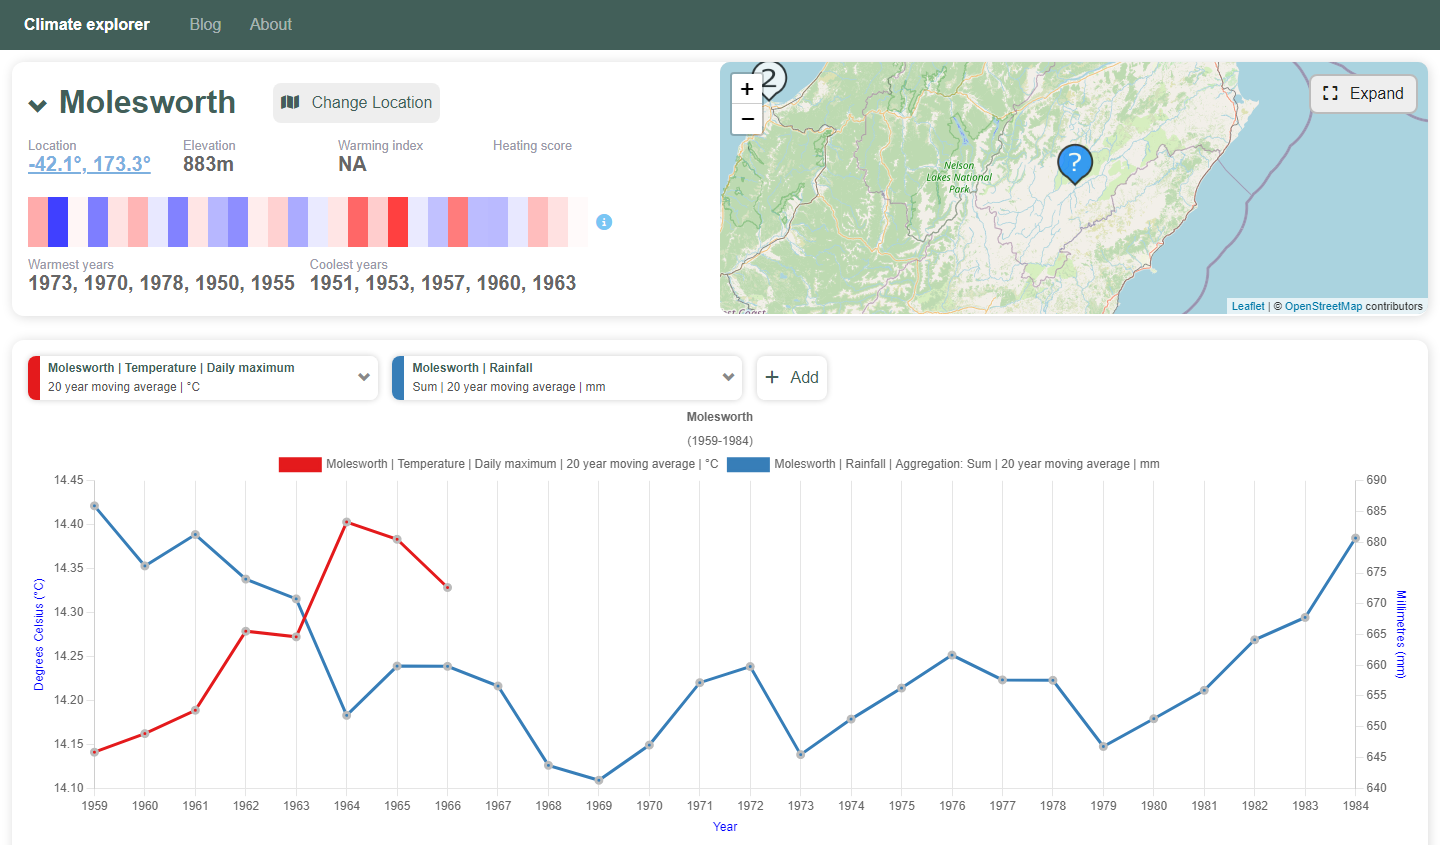 Climate explorer Blog About
Molesworth
Change Location
Location Elevation Warming index Heating score
-42.1°, 173.3° 883m NA
Warmest years Coolest years
1973, 1970, 1978, 1950, 1955 1951, 1953, 1957, 1960, 1963
+
−
2
?
Nelson
Lakes National
Park
Expand
Leaflet | © OpenStreetMap contributors
Molesworth | Temperature | Daily maximum
20 year moving average | °C
Molesworth | Rainfall
Sum | 20 year moving average | mm
+ Add
Molesworth
(1959-1984)
Molesworth | Temperature | Daily maximum | 20 year moving average | °C
Molesworth | Rainfall | Aggregation: Sum | 20 year moving average | mm
Degrees Celsius (°C)
14.45
14.40
14.35
14.30
14.25
14.20
14.15
14.10
690
685
680
675
670
665
660
655
650
645
640
Millimetres (mm)
1959 1960 1961 1962 1963 1964 1965 1966 1967 1968 1969 1970 1971 1972 1973 1974 1975 1976 1977 1978 1979 1980 1981 1982 1983 1984
Year